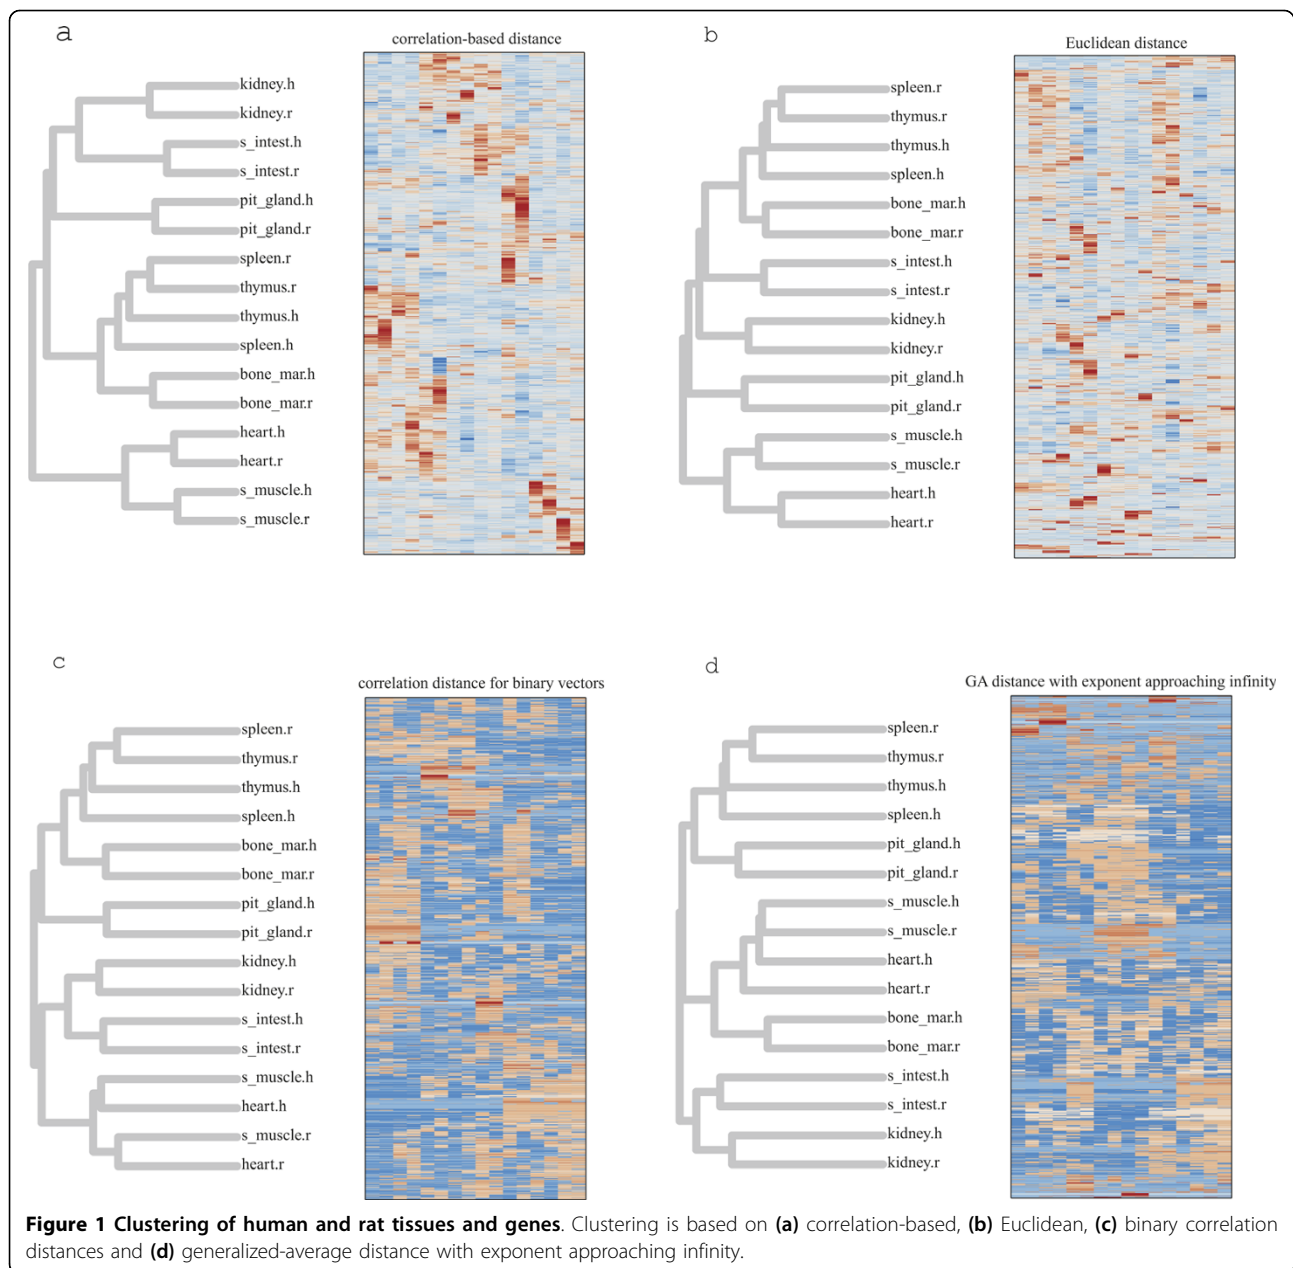 a
correlation-based distance
kidney.h
kidney.r
s_intest.h
s_intest.r
pit_gland.h
pit_gland.r
spleen.r
thymus.r
thymus.h
spleen.h
bone_mar.h
bone_mar.r
heart.h
heart.r
s_muscle.h
s_muscle.r
b
Euclidean distance
spleen.r
thymus.r
thymus.h
spleen.h
bone_mar.h
bone_mar.r
s_intest.h
s_intest.r
kidney.h
kidney.r
pit_gland.h
pit_gland.r
s_muscle.h
s_muscle.r
heart.h
heart.r
c
correlation distance for binary vectors
spleen.r
thymus.r
thymus.h
spleen.h
bone_mar.h
bone_mar.r
pit_gland.h
pit_gland.r
kidney.h
kidney.r
s_intest.h
s_intest.r
s_muscle.h
heart.h
s_muscle.r
heart.r
d
GA distance with exponent approaching infinity
spleen.r
thymus.r
thymus.h
spleen.h
pit_gland.h
pit_gland.r
s_muscle.h
s_muscle.r
heart.h
heart.r
bone_mar.h
bone_mar.r
s_intest.h
s_intest.r
kidney.h
kidney.r
Figure 1 Clustering of human and rat tissues and genes. Clustering is based on (a) correlation-based, (b) Euclidean, (c) binary correlation
distances and (d) generalized-average distance with exponent approaching infinity.